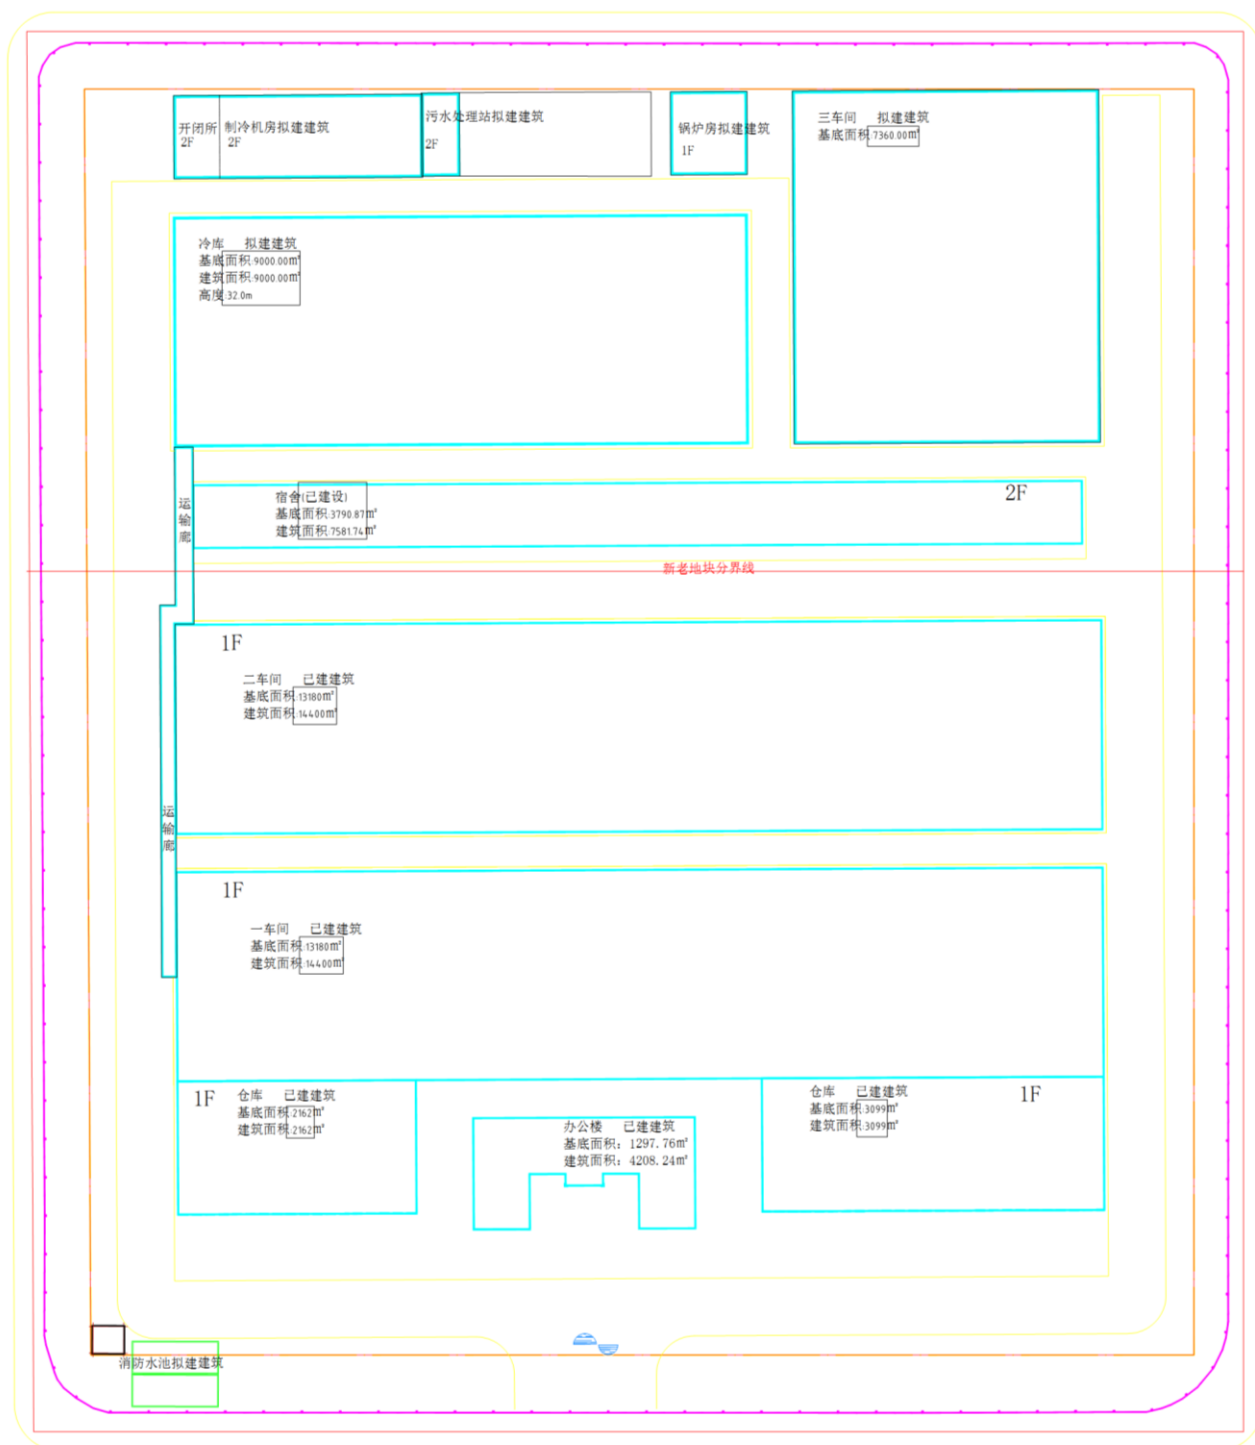 开闭所
2F
制冷机房拟建建筑
2F
污水处理站拟建建筑
2F
锅炉房拟建建筑
1F
三车间 拟建建筑
基底面积:7360.00㎡
冷库 拟建建筑
基底面积:9000.00㎡
建筑面积:9000.00㎡
高度:32.0m
运输廊
宿舍(已建设)
基底面积:3790.87㎡
建筑面积:7581.74㎡
2F
新老地块分界线
1F
二车间 已建建筑
基底面积:13180㎡
建筑面积:14400㎡
运输廊
1F
一车间 已建建筑
基底面积:13180㎡
建筑面积:14400㎡
1F
仓库 已建建筑
基底面积:2162㎡
建筑面积:2162㎡
办公楼 已建建筑
基底面积：1297.76㎡
建筑面积：4208.24㎡
仓库 已建建筑
基底面积:3099㎡
建筑面积:3099㎡
1F
消防水池拟建建筑